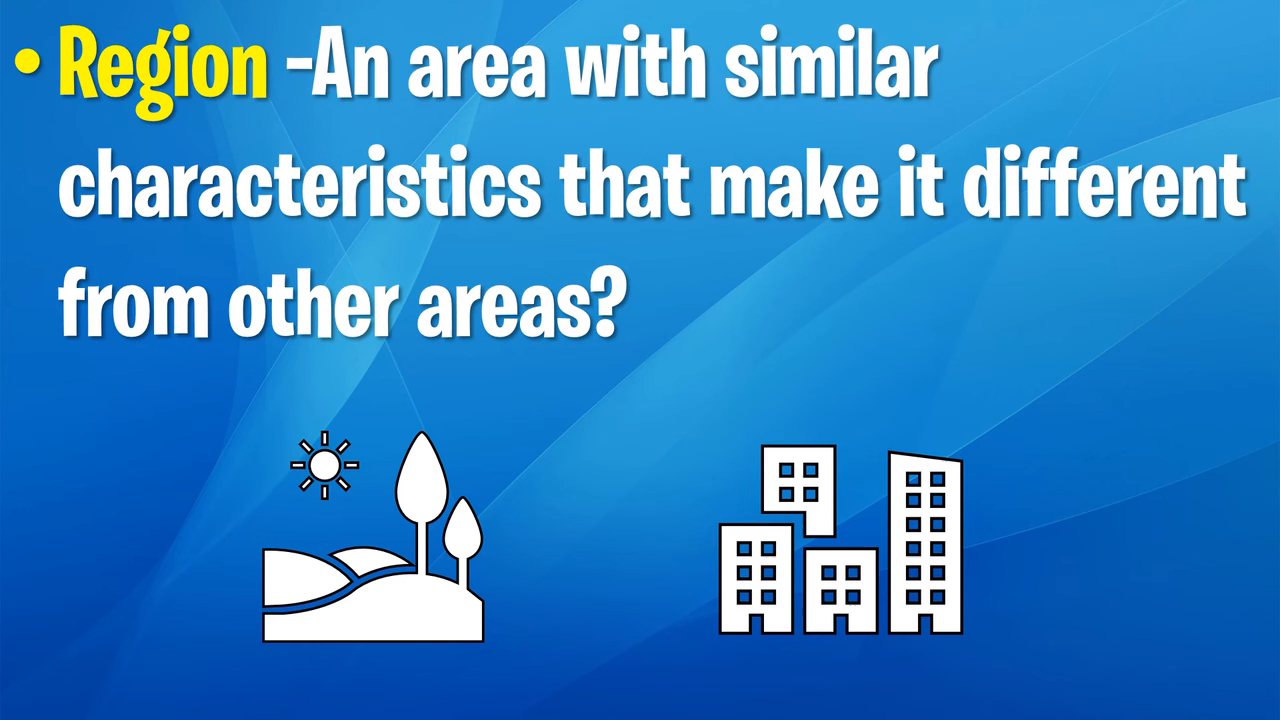 • Region -An area with similar
characteristics that make it different
from other areas?